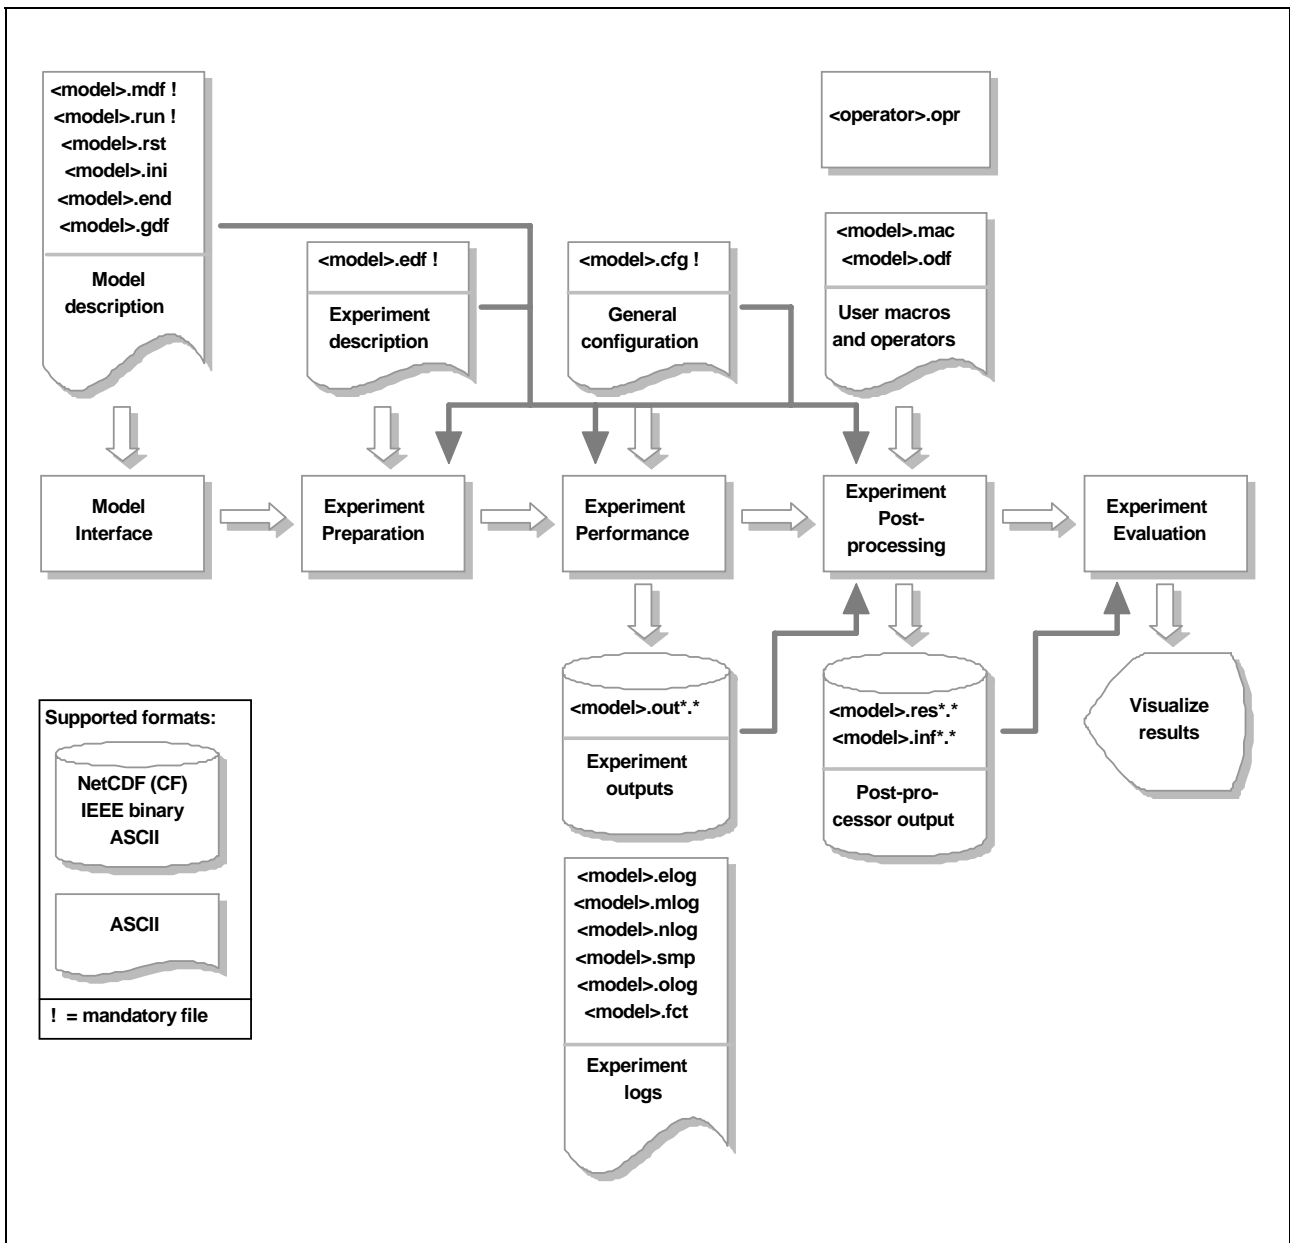 <model>.mdf !
<model>.run !
<model>.rst
<model>.ini
<model>.end
<model>.gdf
Model
description
<model>.edf !
Experiment
description
<model>.cfg !
General
configuration
<operator>.opr
<model>.mac
<model>.odf
User macros
and operators
Model
Interface
Experiment
Preparation
Experiment
Performance
Experiment
Post-
processing
Experiment
Evaluation
<model>.out*.*
Experiment
outputs
<model>.res*.*
<model>.inf*.*
Post-pro-
cessor output
Visualize
results
Supported formats:
NetCDF (CF)
IEEE binary
ASCII
ASCII
! = mandatory file
<model>.elog
<model>.mlog
<model>.nlog
<model>.smp
<model>.olog
<model>.fct
Experiment
logs